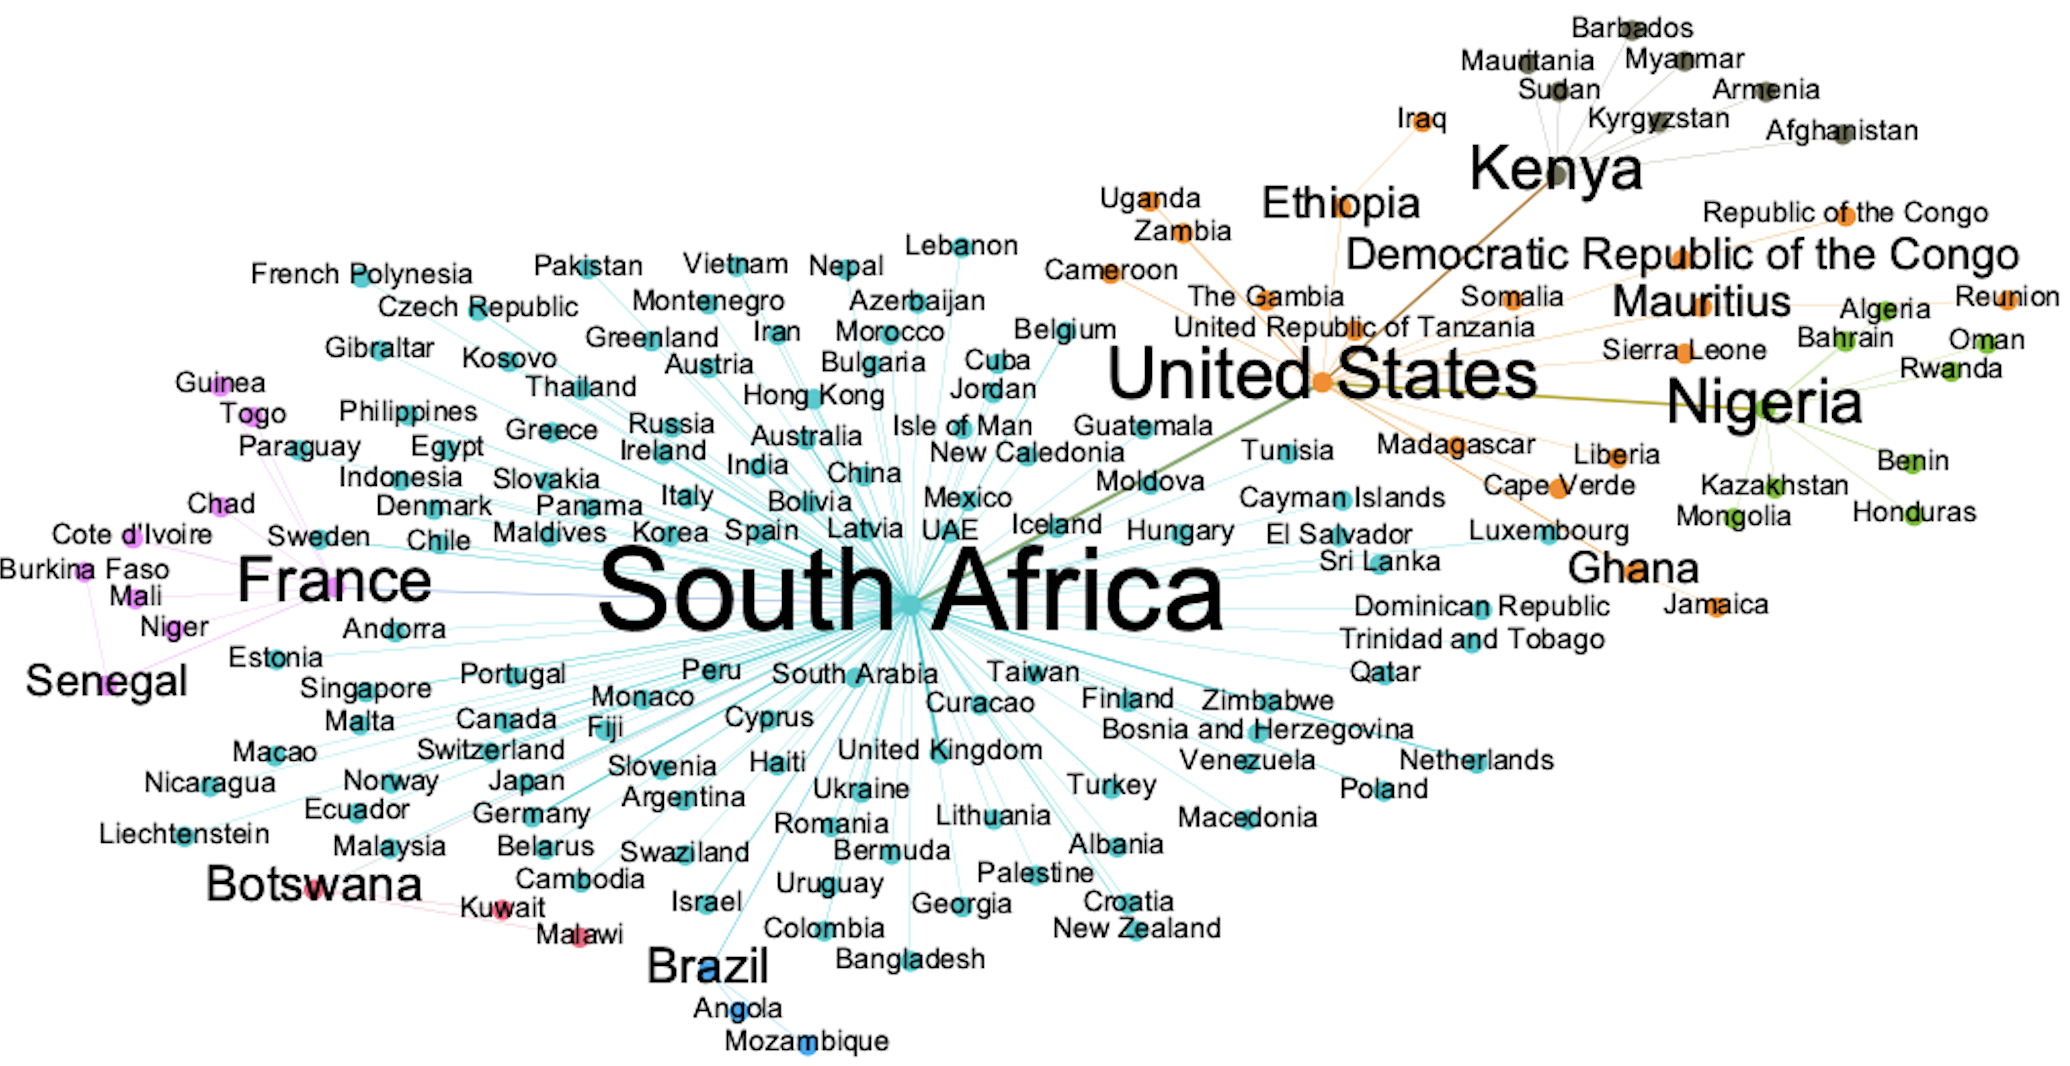 Barbados
Mauritania
Myanmar
Sudan
Armenia
Iraq
Kyrgyzstan
Afghanistan
Kenya
Uganda
Ethiopia
Republic of the Congo
Zambia
Lebanon
Democratic Republic of the Congo
French Polynesia
Pakistan
Vietnam
Nepal
Cameroon
Czech Republic
Montenegro
Azerbaijan
The Gambia
Somalia
Mauritius
Algeria
Reunion
Gibraltar
Greenland
Iran
Morocco
Belgium
United Republic of Tanzania
Bahrain
Oman
Kosovo
Austria
Bulgaria
Cuba
Sierra Leone
Rwanda
Guinea
Thailand
Hong Kong
Jordan
United States
Nigeria
Togo
Philippines
Greece
Russia
Australia
Isle of Man
Guatemala
Paraguay
Egypt
Ireland
India
China
New Caledonia
Tunisia
Madagascar
Liberia
Benin
Indonesia
Slovakia
Italy
Bolivia
Mexico
Moldova
Cayman Islands
Cape Verde
Kazakhstan
Chad
Denmark
Panama
Mongolia
Honduras
Cote d'Ivoire
Sweden
Chile
Maldives
Korea
Spain
Latvia
UAE
Iceland
Hungary
El Salvador
Luxembourg
Burkina Faso
France
South Africa
Sri Lanka
Ghana
Mali
Niger
Andorra
Dominican Republic
Jamaica
Trinidad and Tobago
Estonia
Senegal
Singapore
Portugal
Peru
South Arabia
Taiwan
Qatar
Monaco
Curacao
Finland
Zimbabwe
Malta
Canada
Fiji
Cyprus
Bosnia and Herzegovina
Macao
Switzerland
Slovenia
Haiti
United Kingdom
Venezuela
Netherlands
Nicaragua
Norway
Japan
Argentina
Ukraine
Turkey
Poland
Ecuador
Germany
Romania
Lithuania
Macedonia
Liechtenstein
Malaysia
Belarus
Swaziland
Bermuda
Albania
Botswana
Cambodia
Uruguay
Palestine
Kuwait
Israel
Georgia
Croatia
Malawi
Colombia
New Zealand
Brazil
Bangladesh
Angola
Mozambique